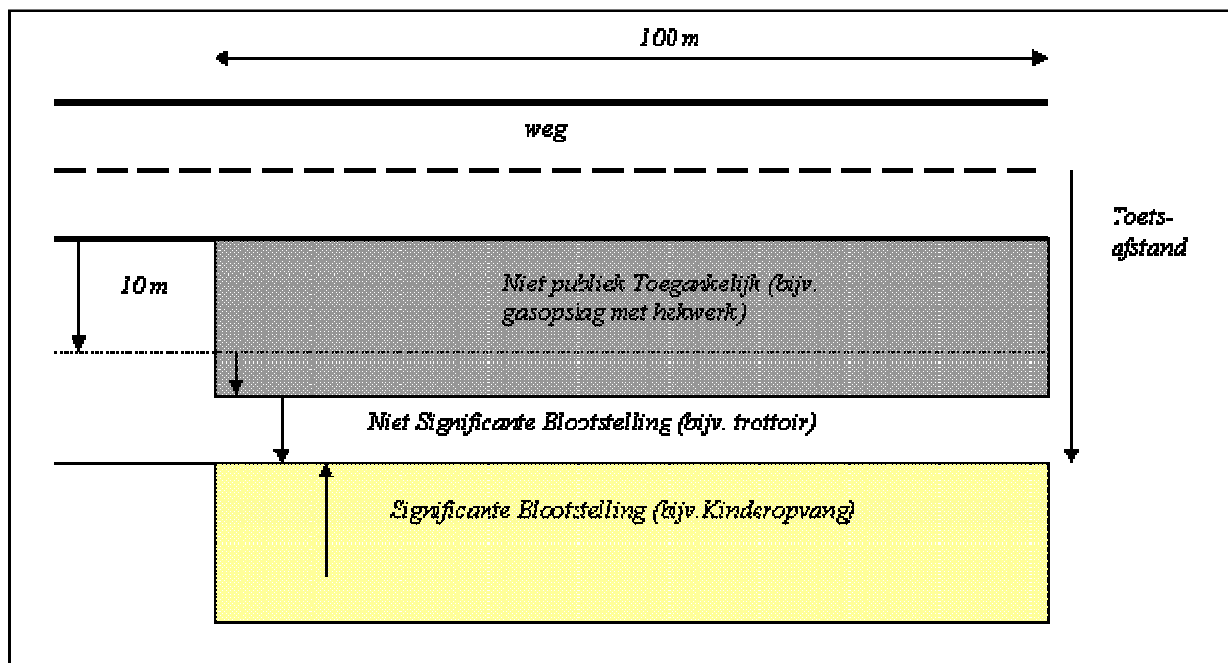 100 m
weg
Toets-
afstand
10 m
Niet publiek Toegankelijk (bijv.
gasopslag met hekwerk)
Niet Significante Blootstelling (bijv. trottoir)
Significante Blootstelling (bijv. Kinderopvang)